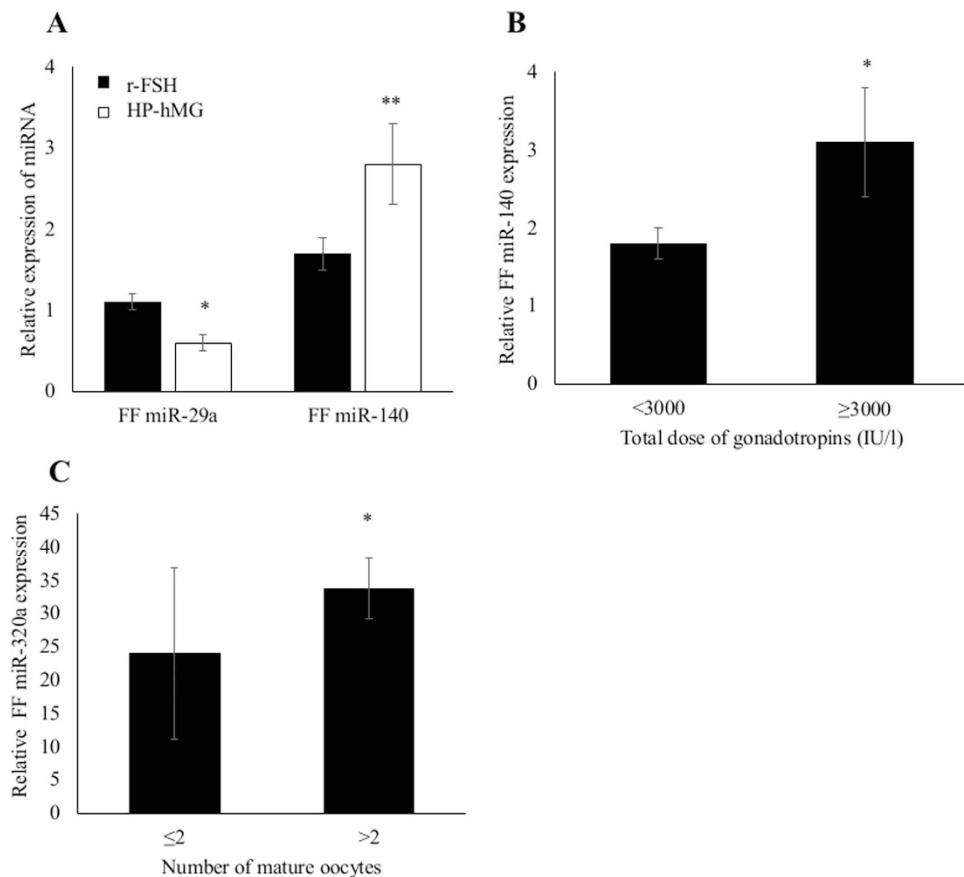 A
Relative expression of miRNA
4
3
2
1
0
r-FSH
HP-hMG
*
**
FF miR-29a
FF miR-140
B
Relative FF miR-140 expression
4
3
2
1
0
*
<3000
≥3000
Total dose of gonadotropins (IU/l)
C
Relative FF miR-320a expression
45
40
35
30
25
20
15
10
5
0
*
≤2
>2
Number of mature oocytes